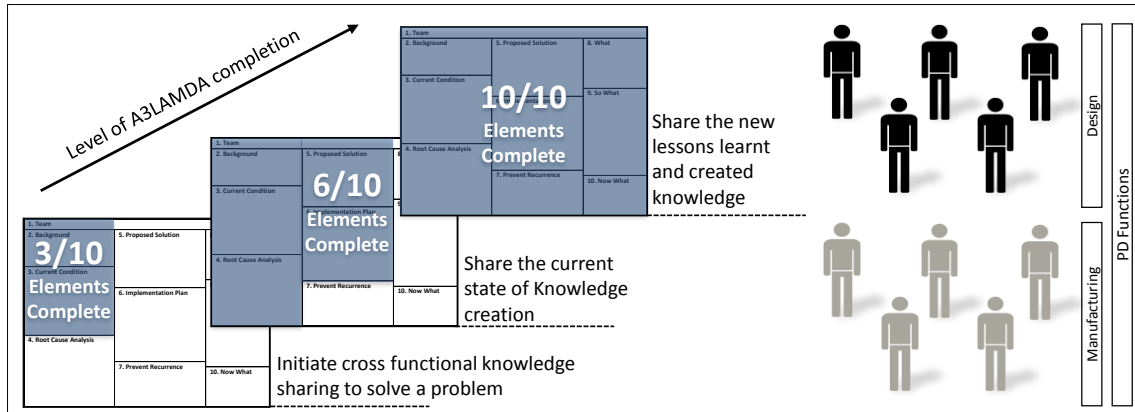 Level of A3LAMDA completion
1. Team
2. Background
3. Current Condition
4. Root Cause Analysis
5. Proposed Solution
6. Implementation Plan
7. Prevent Recurrence
10. Now What
3/10
Elements
Complete
Initiate cross functional knowledge
sharing to solve a problem
1. Team
2. Background
3. Current Condition
4. Root Cause Analysis
5. Proposed Solution
6. Implementation Plan
7. Prevent Recurrence
8
9
10. Now What
6/10
Elements
Complete
Share the current
state of Knowledge
creation
1. Team
2. Background
3. Current Condition
4. Root Cause Analysis
5. Proposed Solution
7. Prevent Recurrence
8. What
9. So What
10. Now What
10/10
Elements
Complete
Share the new
lessons learnt
and created
knowledge
Design
Manufacturing
PD Functions